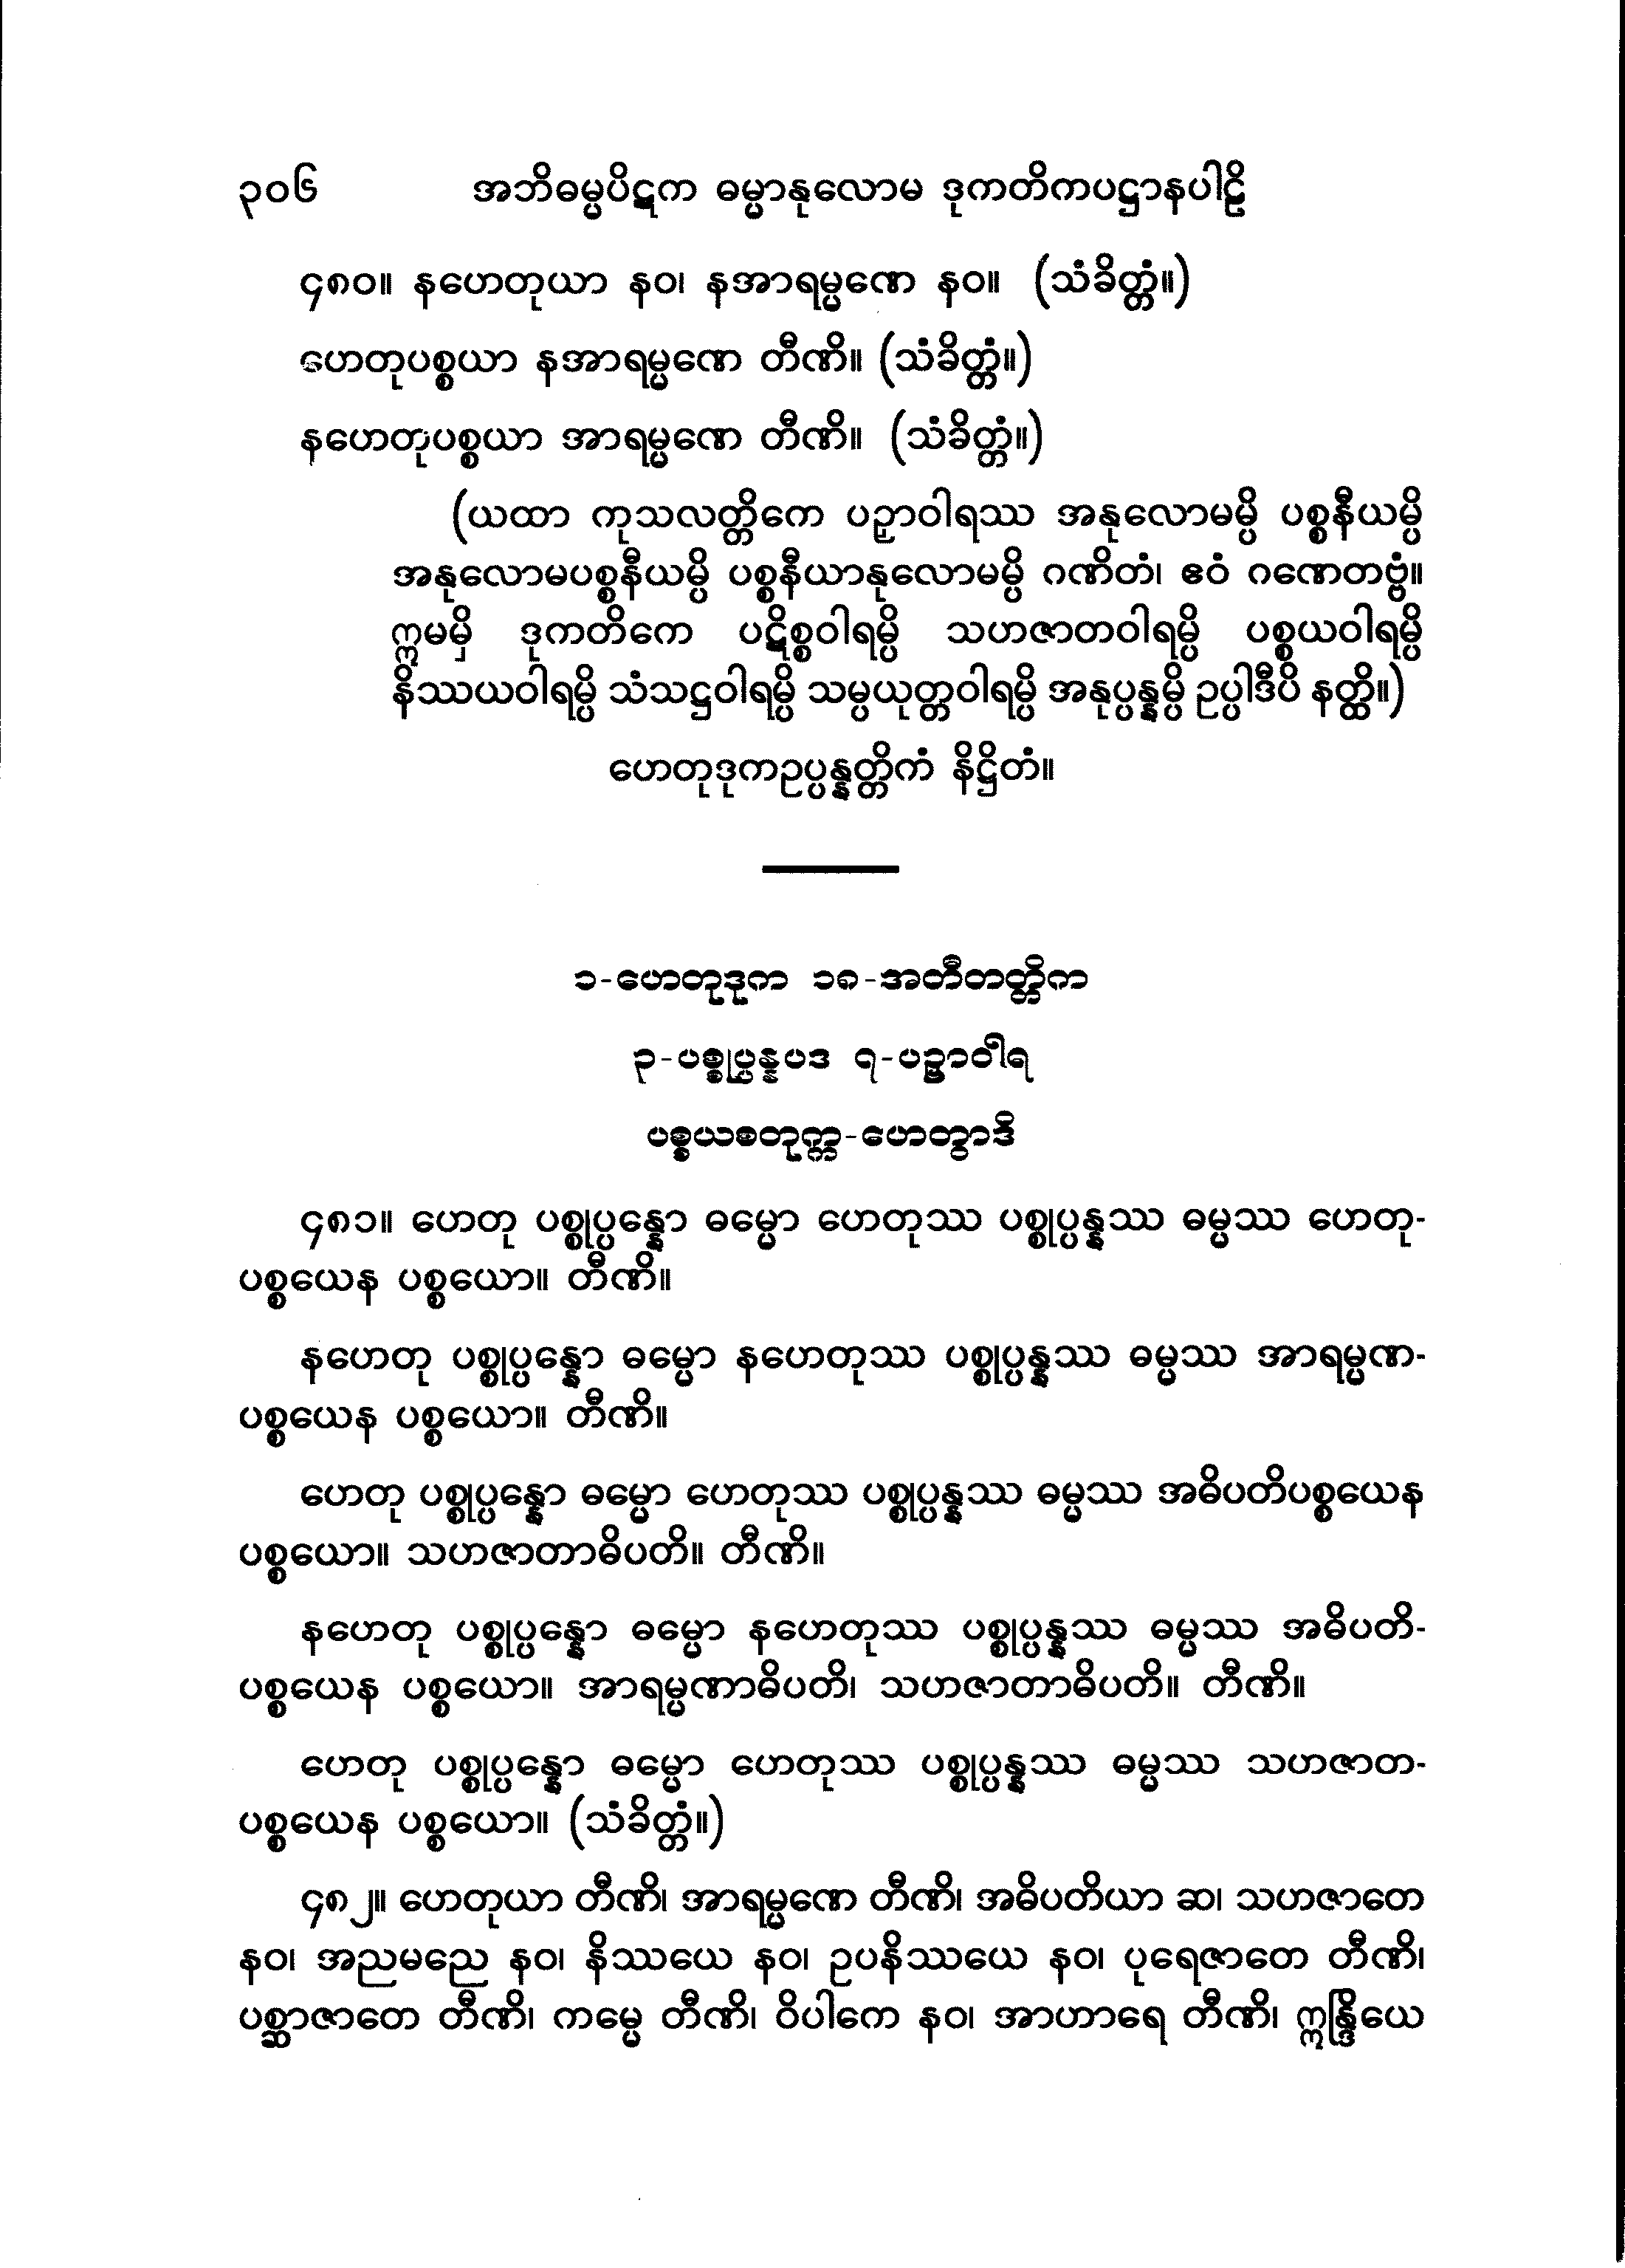 ၃၀၆ အဘိဓမ္မပိဋက ဓမ္မာနုလောမ ဒုကတိကပဋ္ဌာနပါဠိ
၄၈၀။ နဟေတုယာ နဝ၊ နအာရမ္မဏေ နဝ။ (သံခိတ္တံ။)
ဟေတုပစ္စယာ နအာရမ္မဏေ တီဏိ။ (သံခိတ္တံ။)
နဟေတုပစ္စယာ အာရမ္မဏေ တီဏိ။ (သံခိတ္တံ။)
(ယထာ ကုသလတ္တိကေ ပဉှာဝါရဿ အနုလောမမ္ပိ ပစ္စနီယမ္ပိ
အနုလောမပစ္စနီယမ္ပိ ပစ္စနီယာနုလောမမ္ပိ ဂဏိတံ၊ ဧဝံ ဂဏေတဗ္ဗံ။
ဣမမှိ ဒုကတိကေ ပဋိစ္စဝါရမ္ပိ သဟဇာတဝါရမ္ပိ ပစ္စယဝါရမ္ပိ
နိဿယဝါရမ္ပိ သံသဋ္ဌဝါရမ္ပိ သမ္ပယုတ္တဝါရမ္ပိ အနုပ္ပန္နမ္ပိ ဥပ္ပါဒီပိ နတ္ထိ။)
ဟေတုဒုကဥပ္ပန္နတ္တိကံ နိဋ္ဌိတံ။
၁-ဟေတုဒုက ၁၈-အတီတတ္တိက
၃-ပစ္စုပ္ပန္နပဒ ၇-ပဉှာဝါရ
ပစ္စယစတုက္က-ဟေတွာဒိ
၄၈၁။ ဟေတု ပစ္စုပ္ပန္နော ဓမ္မော ဟေတုဿ ပစ္စုပ္ပန္နဿ ဓမ္မဿ ဟေတု-
ပစ္စယေန ပစ္စယော။ တီဏိ။
နဟေတု ပစ္စုပ္ပန္နော ဓမ္မော နဟေတုဿ ပစ္စုပ္ပန္နဿ ဓမ္မဿ အာရမ္မဏ-
ပစ္စယေန ပစ္စယော။ တီဏိ။
ဟေတု ပစ္စုပ္ပန္နော ဓမ္မော ဟေတုဿ ပစ္စုပ္ပန္နဿ ဓမ္မဿ အဓိပတိပစ္စယေန
ပစ္စယော။ သဟဇာတာဓိပတိ။ တီဏိ။
နဟေတု ပစ္စုပ္ပန္နော ဓမ္မော နဟေတုဿ ပစ္စုပ္ပန္နဿ ဓမ္မဿ အဓိပတိ-
ပစ္စယေန ပစ္စယော။ အာရမ္မဏာဓိပတိ၊ သဟဇာတာဓိပတိ။ တီဏိ။
ဟေတု ပစ္စုပ္ပန္နော ဓမ္မော ဟေတုဿ ပစ္စုပ္ပန္နဿ ဓမ္မဿ သဟဇာတ-
ပစ္စယေန ပစ္စယော။ (သံခိတ္တံ။)
၄၈၂။ ဟေတုယာ တီဏိ၊ အာရမ္မဏေ တီဏိ၊ အဓိပတိယာ ဆ၊ သဟဇာတေ
နဝ၊ အညမညေ နဝ၊ နိဿယေ နဝ၊ ဥပနိဿယေ နဝ၊ ပုရေဇာတေ တီဏိ၊
ပစ္ဆာဇာတေ တီဏိ၊ ကမ္မေ တီဏိ၊ ဝိပါကေ နဝ၊ အာဟာရေ တီဏိ၊ ဣန္ဒြိယေ